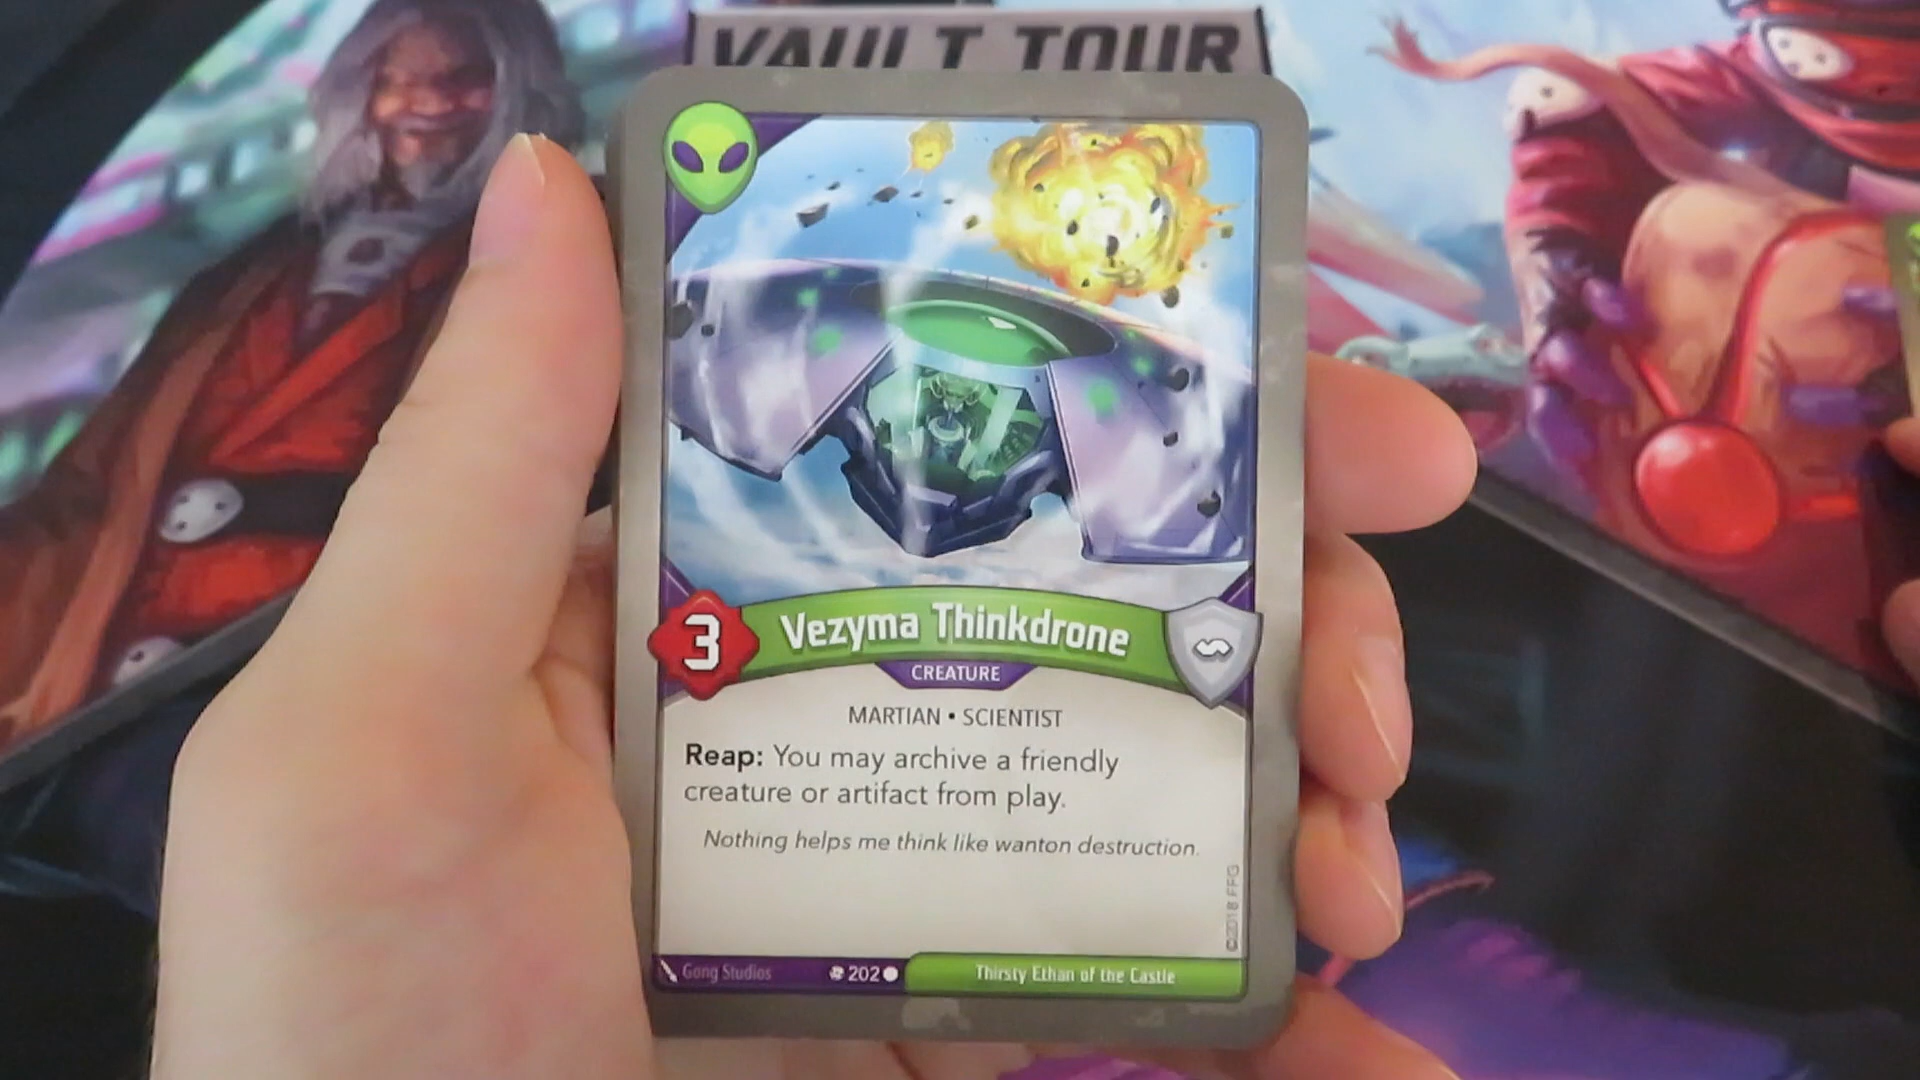 VAULT TOUR
3
Vezyma Thinkdrone
CREATURE
MARTIAN • SCIENTIST
Reap: You may archive a friendly
creature or artifact from play.
Nothing helps me think like wanton destruction.
©2018 FFG
Gong Studios
202
Thirsty Ethan of the Castle